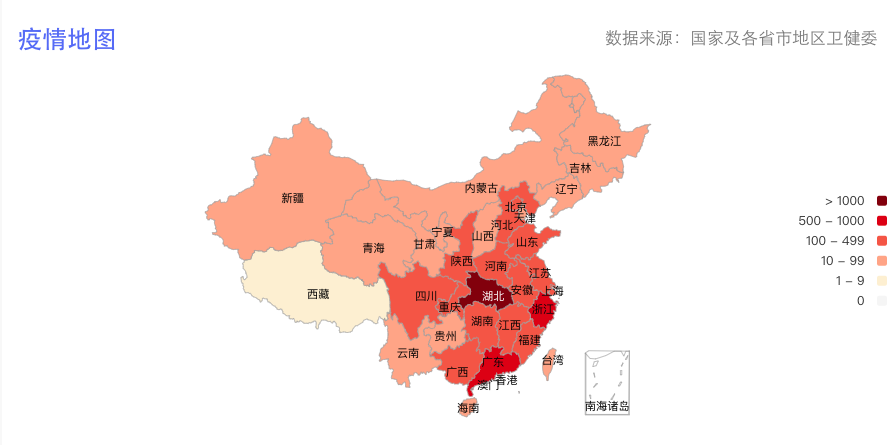 疫情地图
数据来源：国家及各省市地区卫健委
黑龙江
吉林
辽宁
内蒙古
新疆
北京
天津
河北
宁夏
山西
青海
甘肃
山东
陕西
河南
江苏
西藏
四川
重庆
湖北
安徽
上海
浙江
湖南
江西
贵州
福建
云南
广西
广东
台湾
澳门
香港
海南
南海诸岛
> 1000
500 – 1000
100 – 499
10 – 99
1 – 9
0